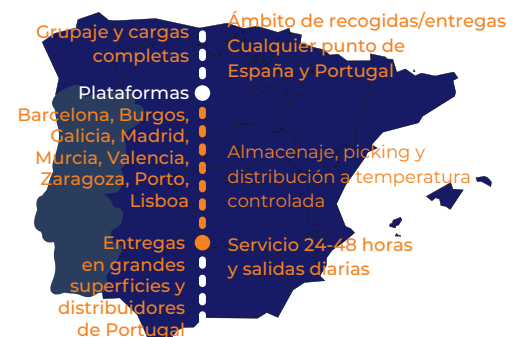 Grupaje y cargas
completas
Plataformas
Barcelona, Burgos,
Galicia, Madrid,
Murcia, Valencia,
Zaragoza, Porto,
Lisboa
Entregas
en grandes
superficies y
distribuidores
de Portugal
Ámbito de recogidas/entregas
Cualquier punto de
España y Portugal
Almacenaje, picking y
distribución a temperatura
controlada
Servicio 24-48 horas
y salidas diarias